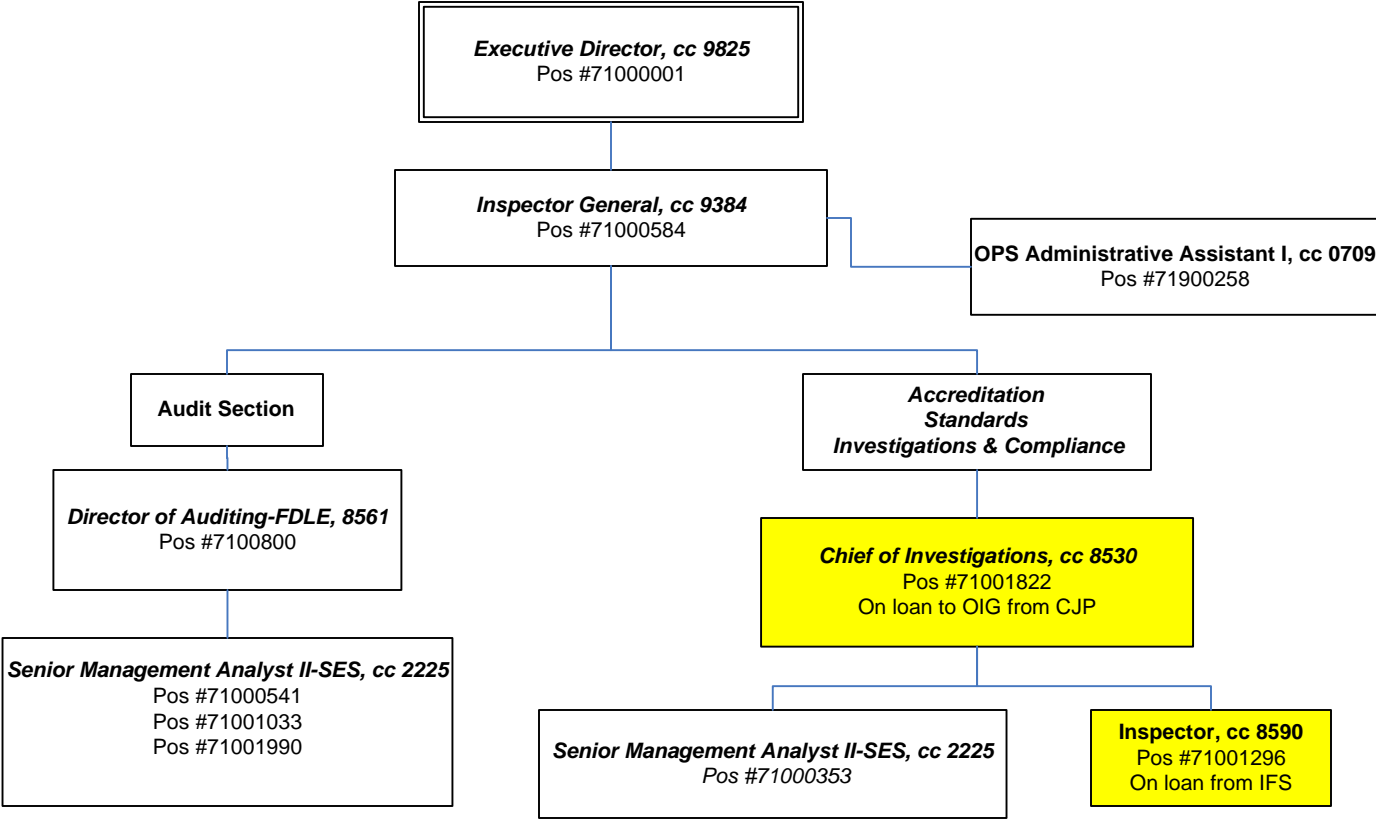 Executive Director, cc 9825
Pos #71000001
Inspector General, cc 9384
Pos #71000584
OPS Administrative Assistant I, cc 0709
Pos #71900258
Audit Section
Accreditation
Standards
Investigations & Compliance
Director of Auditing-FDLE, 8561
Pos #7100800
Chief of Investigations, cc 8530
Pos #71001822
On loan to OIG from CJP
Senior Management Analyst II-SES, cc 2225
Pos #71000541
Pos #71001033
Pos #71001990
Senior Management Analyst II-SES, cc 2225
Pos #71000353
Inspector, cc 8590
Pos #71001296
On loan from IFS